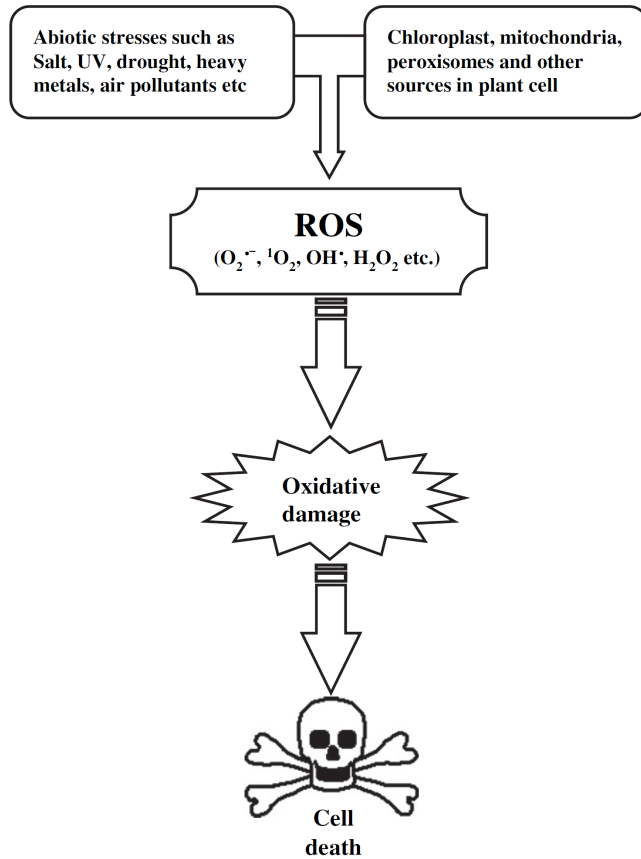 Abiotic stresses such as
Salt, UV, drought, heavy
metals, air pollutants etc
Chloroplast, mitochondria,
peroxisomes and other
sources in plant cell
ROS
(O₂•⁻, ¹O₂, OH•, H₂O₂ etc.)
Oxidative
damage
Cell
death